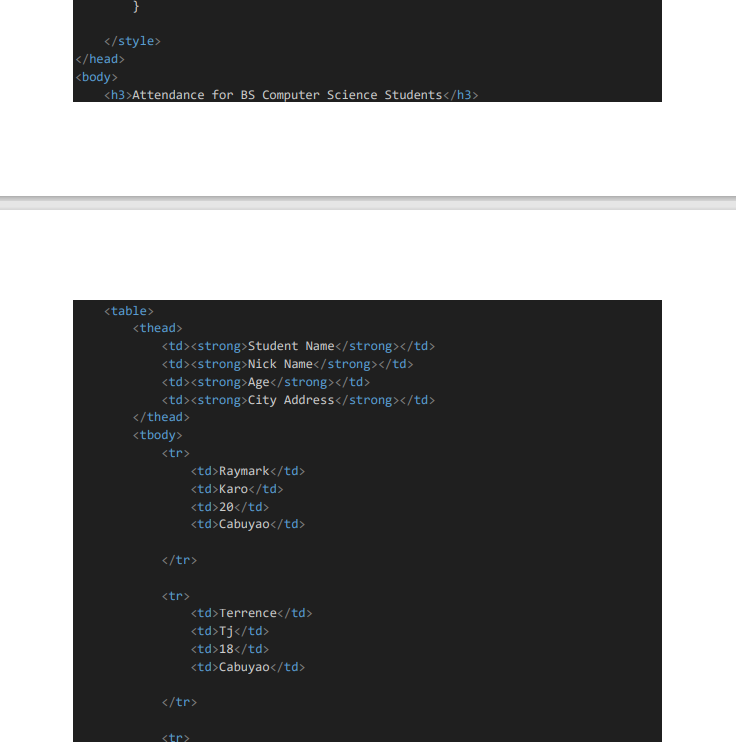 }
</style>
</head>
<body>
<h3>Attendance for BS Computer Science Students</h3>
<table>
<thead>
<td><strong>Student Name</strong></td>
<td><strong>Nick Name</strong></td>
<td><strong>Age</strong></td>
<td><strong>City Address</strong></td>
</thead>
<tbody>
<tr>
<td>Raymark</td>
<td>Karo</td>
<td>20</td>
<td>Cabuyao</td>
</tr>
<tr>
<td>Terrence</td>
<td>Tj</td>
<td>18</td>
<td>Cabuyao</td>
</tr>
<tr>